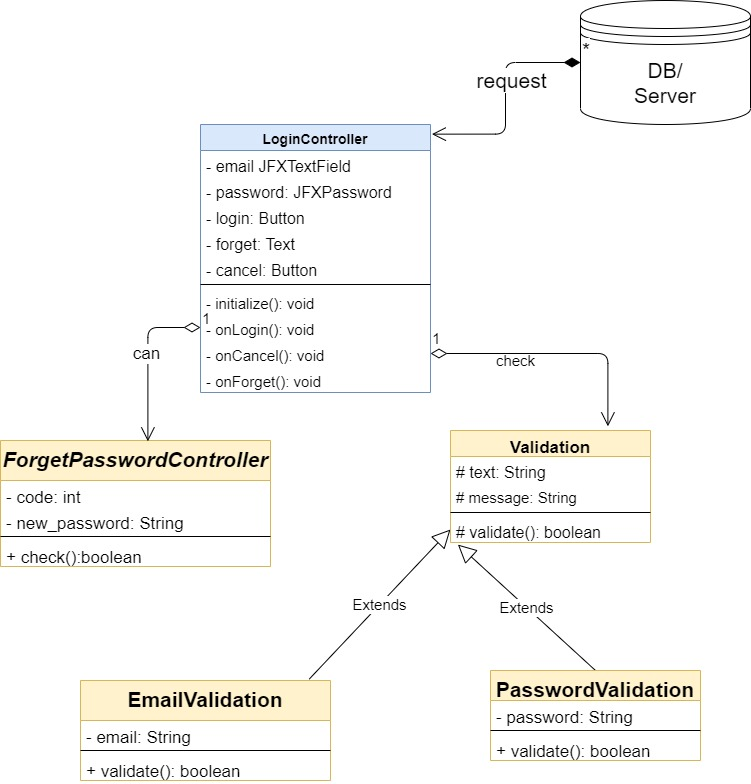 *
DB/
Server
request
LoginController
- email JFXTextField
- password: JFXPassword
- login: Button
- forget: Text
- cancel: Button
- initialize(): void
1
- onLogin(): void
- onCancel(): void
- onForget(): void
can
1
check
ForgetPasswordController
- code: int
- new_password: String
+ check():boolean
Validation
# text: String
# message: String
# validate(): boolean
Extends
Extends
EmailValidation
- email: String
+ validate(): boolean
PasswordValidation
- password: String
+ validate(): boolean